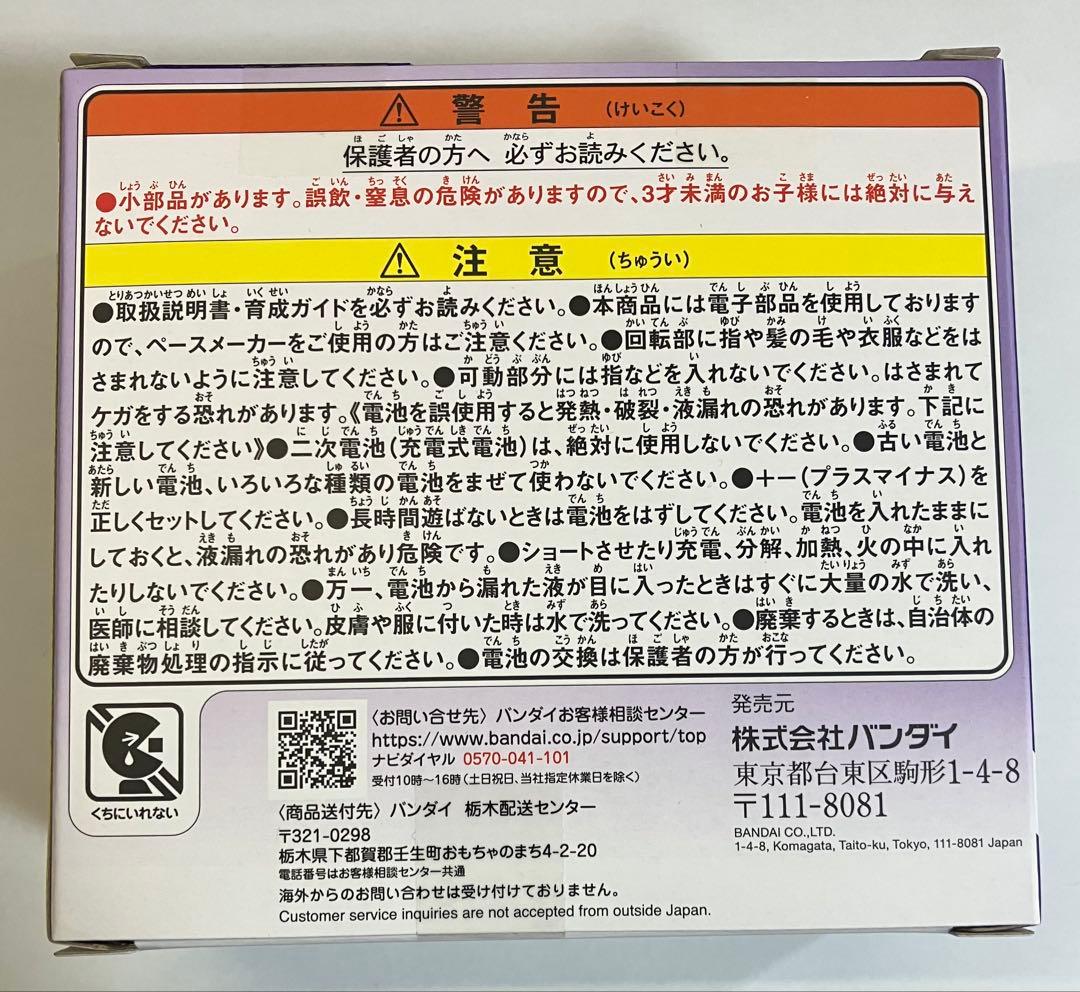 警告 (けいこく)
保護者の方へ 必ずお読みください。
●小部品があります。誤飲・窒息の危険がありますので、3才未満のお子様には絶対に与え
ないでください。
注意 (ちゅうい)
●取扱説明書・育成ガイドを必ずお読みください。●本商品には電子部品を使用しております
ので、ペースメーカーをご使用の方はご注意ください。●回転部に指や髪の毛や衣服などをは
さまれないように注意してください。●可動部分には指などを入れないでください。はさまれて
ケガをする恐れがあります。《電池を誤使用すると発熱・破裂・液漏れの恐れがあります。下記に
注意してください》●二次電池(充電式電池)は、絶対に使用しないでください。●古い電池と
新しい電池、いろいろな種類の電池をまぜて使わないでください。●+-(プラスマイナス)を
正しくセットしてください。●長時間遊ばないときは電池をはずしてください。電池を入れたままに
しておくと、液漏れの恐れがあり危険です。●ショートさせたり充電、分解、加熱、火の中に入れ
たりしないでください。●万一、電池から漏れた液が目に入ったときはすぐに大量の水で洗い、
医師に相談してください。皮膚や服に付いた時は水で洗ってください。●廃棄するときは、自治体の
廃棄物処理の指示に従ってください。●電池の交換は保護者の方が行ってください。
くちにいれない
〈お問い合せ先〉バンダイお客様相談センター
https://www.bandai.co.jp/support/top
ナビダイヤル 0570-041-101
受付10時〜16時(土日祝日、当社指定休業日を除く)
〈商品送付先〉バンダイ 栃木配送センター
〒321-0298
栃木県下都賀郡壬生町おもちゃのまち4-2-20
電話番号はお客様相談センター共通
海外からのお問い合わせは受け付けておりません。
Customer service inquiries are not accepted from outside Japan.
発売元
株式会社バンダイ
東京都台東区駒形1-4-8
〒111-8081
BANDAI CO.,LTD.
1-4-8, Komagata, Taito-ku, Tokyo, 111-8081 Japan